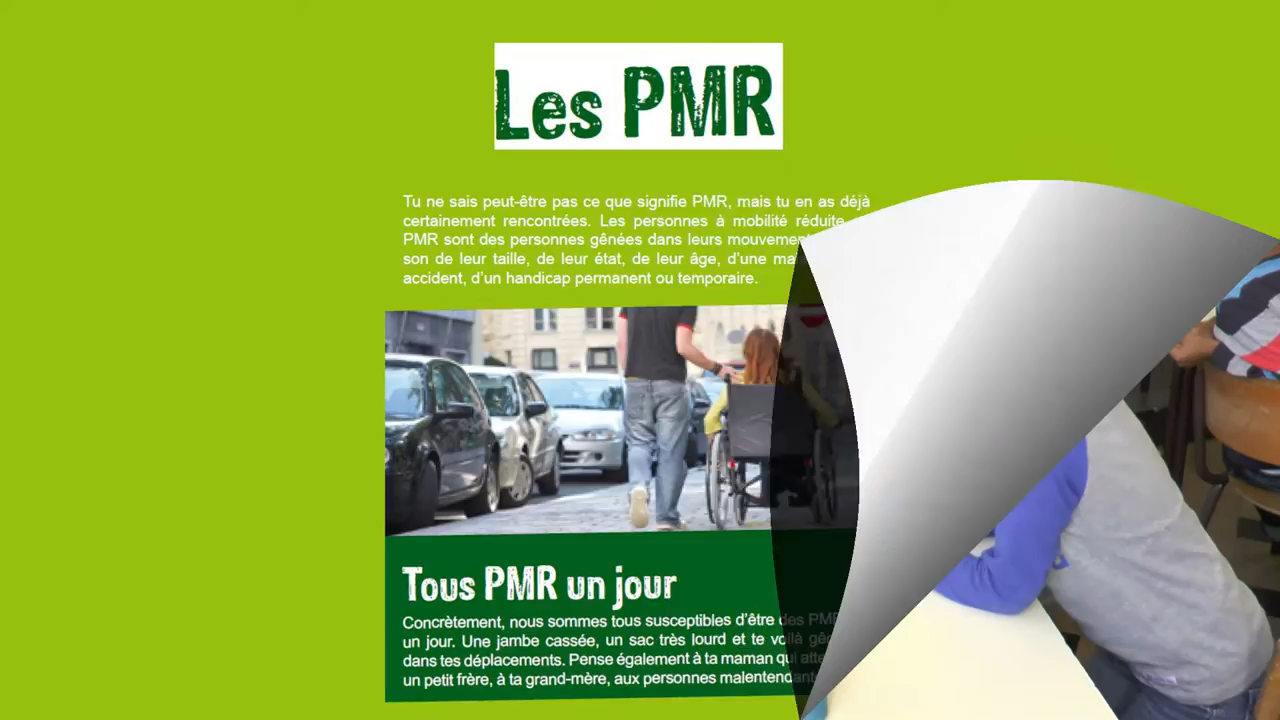 Les PMR
Tu ne sais peut-être pas ce que signifie PMR, mais tu en as déjà
certainement rencontrées. Les personnes à mobilité réduite
PMR sont des personnes gênées dans leurs mouvement
son de leur taille, de leur état, de leur âge, d'une
accident, d'un handicap permanent ou temporaire.
Tous PMR un jour
Concrètement, nous sommes tous susceptibles d'être des PMR
un jour. Une jambe cassée, un sac très lourd et te voilà
dans tes déplacements. Pense également à ta maman qui
un petit frère, à ta grand-mère, aux personnes